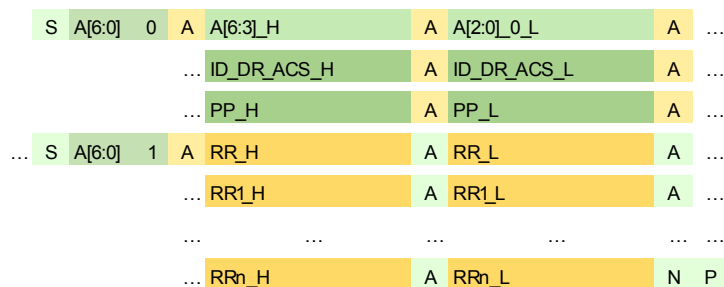 S A[6:0] 0 A A[6:3]_H A A[2:0]_0_L A …
… ID_DR_ACS_H A ID_DR_ACS_L A …
… PP_H A PP_L A …
… S A[6:0] 1 A RR_H A RR_L A …
… RR1_H A RR1_L A …
… … … … … …
… RRn_H A RRn_L N P